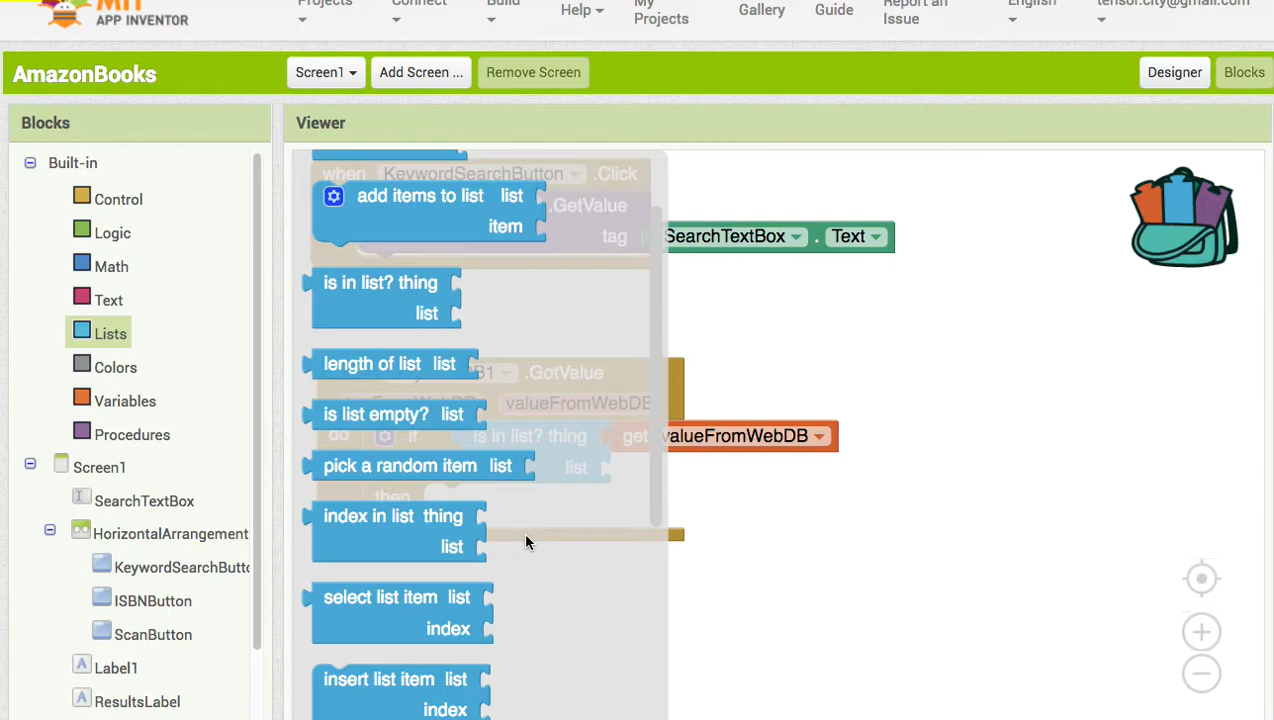 MIT
APP INVENTOR
Projects
Connect
Build
Help
My
Projects
Gallery
Guide
Report an
Issue
English
tensor.city@gmail.com
AmazonBooks
Screen1
Add Screen ...
Remove Screen
Designer
Blocks
Blocks
Viewer
Built-in
Control
Logic
Math
Text
Lists
Colors
Variables
Procedures
Screen1
SearchTextBox
HorizontalArrangement
KeywordSearchButto
ISBNButton
ScanButton
Label1
ResultsLabel
when KeywordSearchButton .Click
add items to list list
item
.GetValue
tag
SearchTextBox . Text
is in list? thing
list
length of list list
B1 .GotValue
is list empty? list
valueFromWebDB
do if is in list? thing get valueFromWebDB
list
pick a random item list
then
index in list thing
list
select list item list
index
insert list item list
index